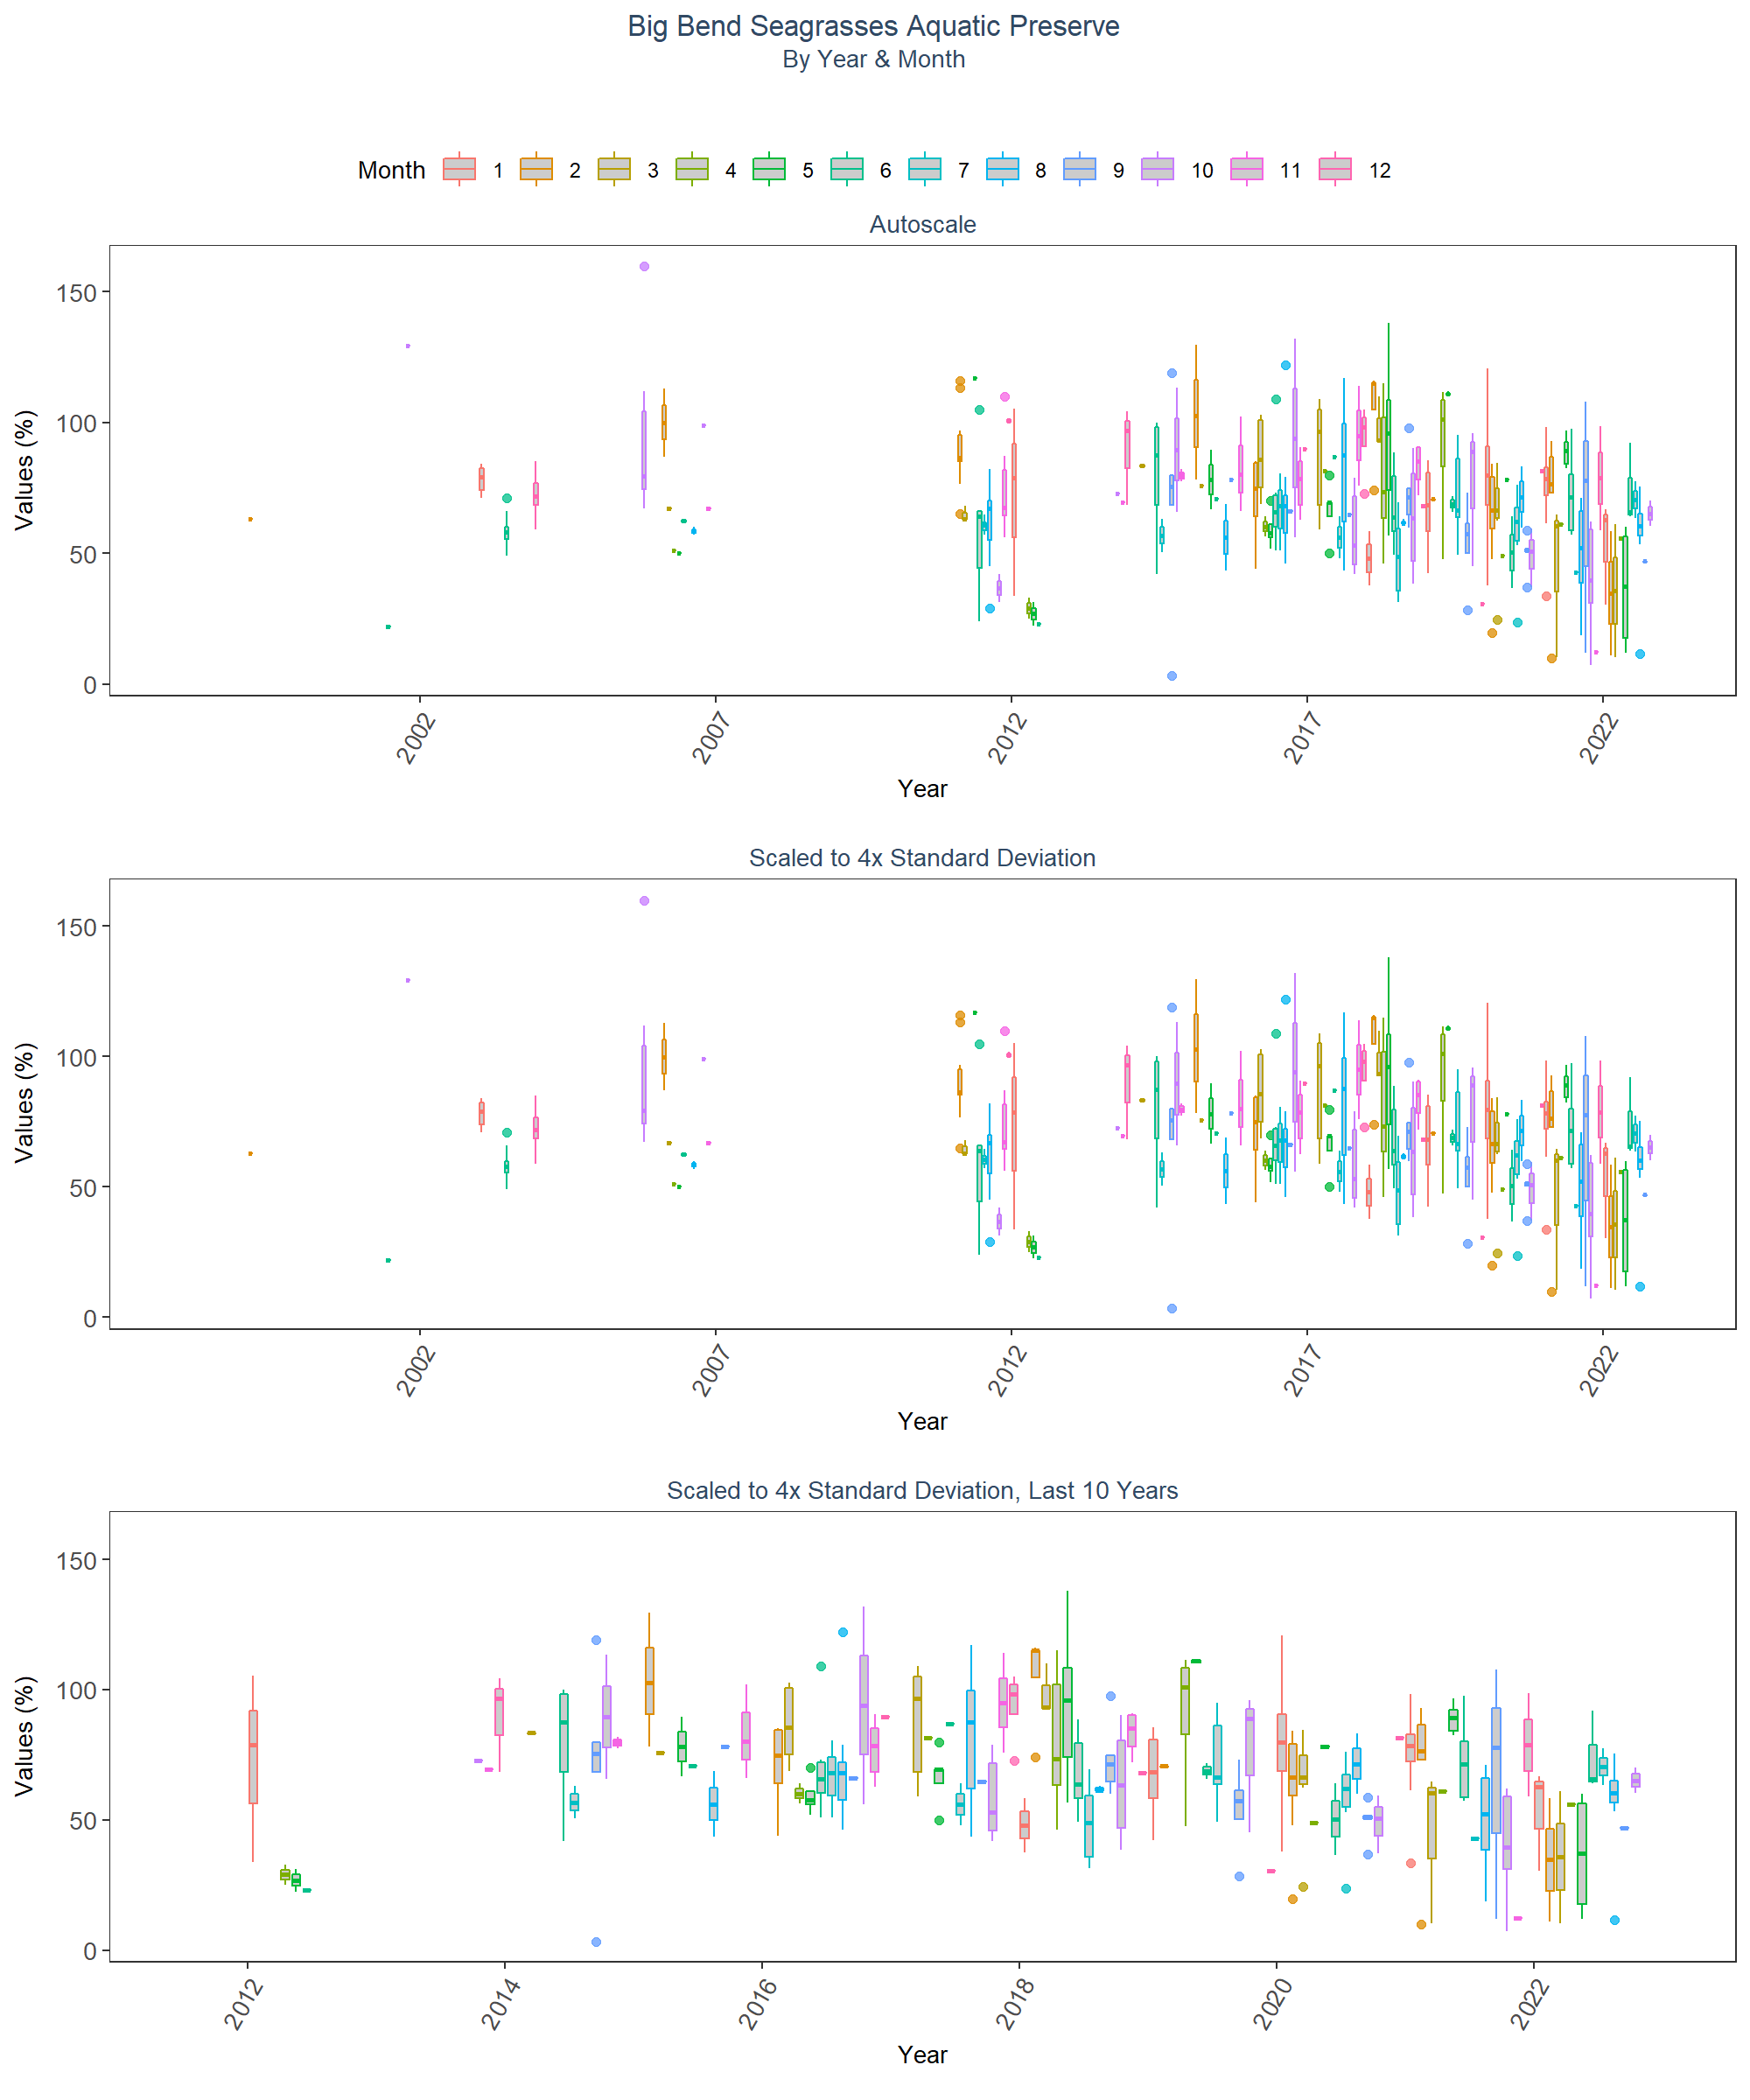 Big Bend Seagrasses Aquatic Preserve
By Year & Month
Month 1 2 3 4 5 6 7 8 9 10 11 12
Autoscale
Values (%)
150
100
50
0
2002 2007 2012 2017 2022
Year
Scaled to 4x Standard Deviation
Values (%)
150
100
50
0
2002 2007 2012 2017 2022
Year
Scaled to 4x Standard Deviation, Last 10 Years
Values (%)
150
100
50
0
2012 2014 2016 2018 2020 2022
Year